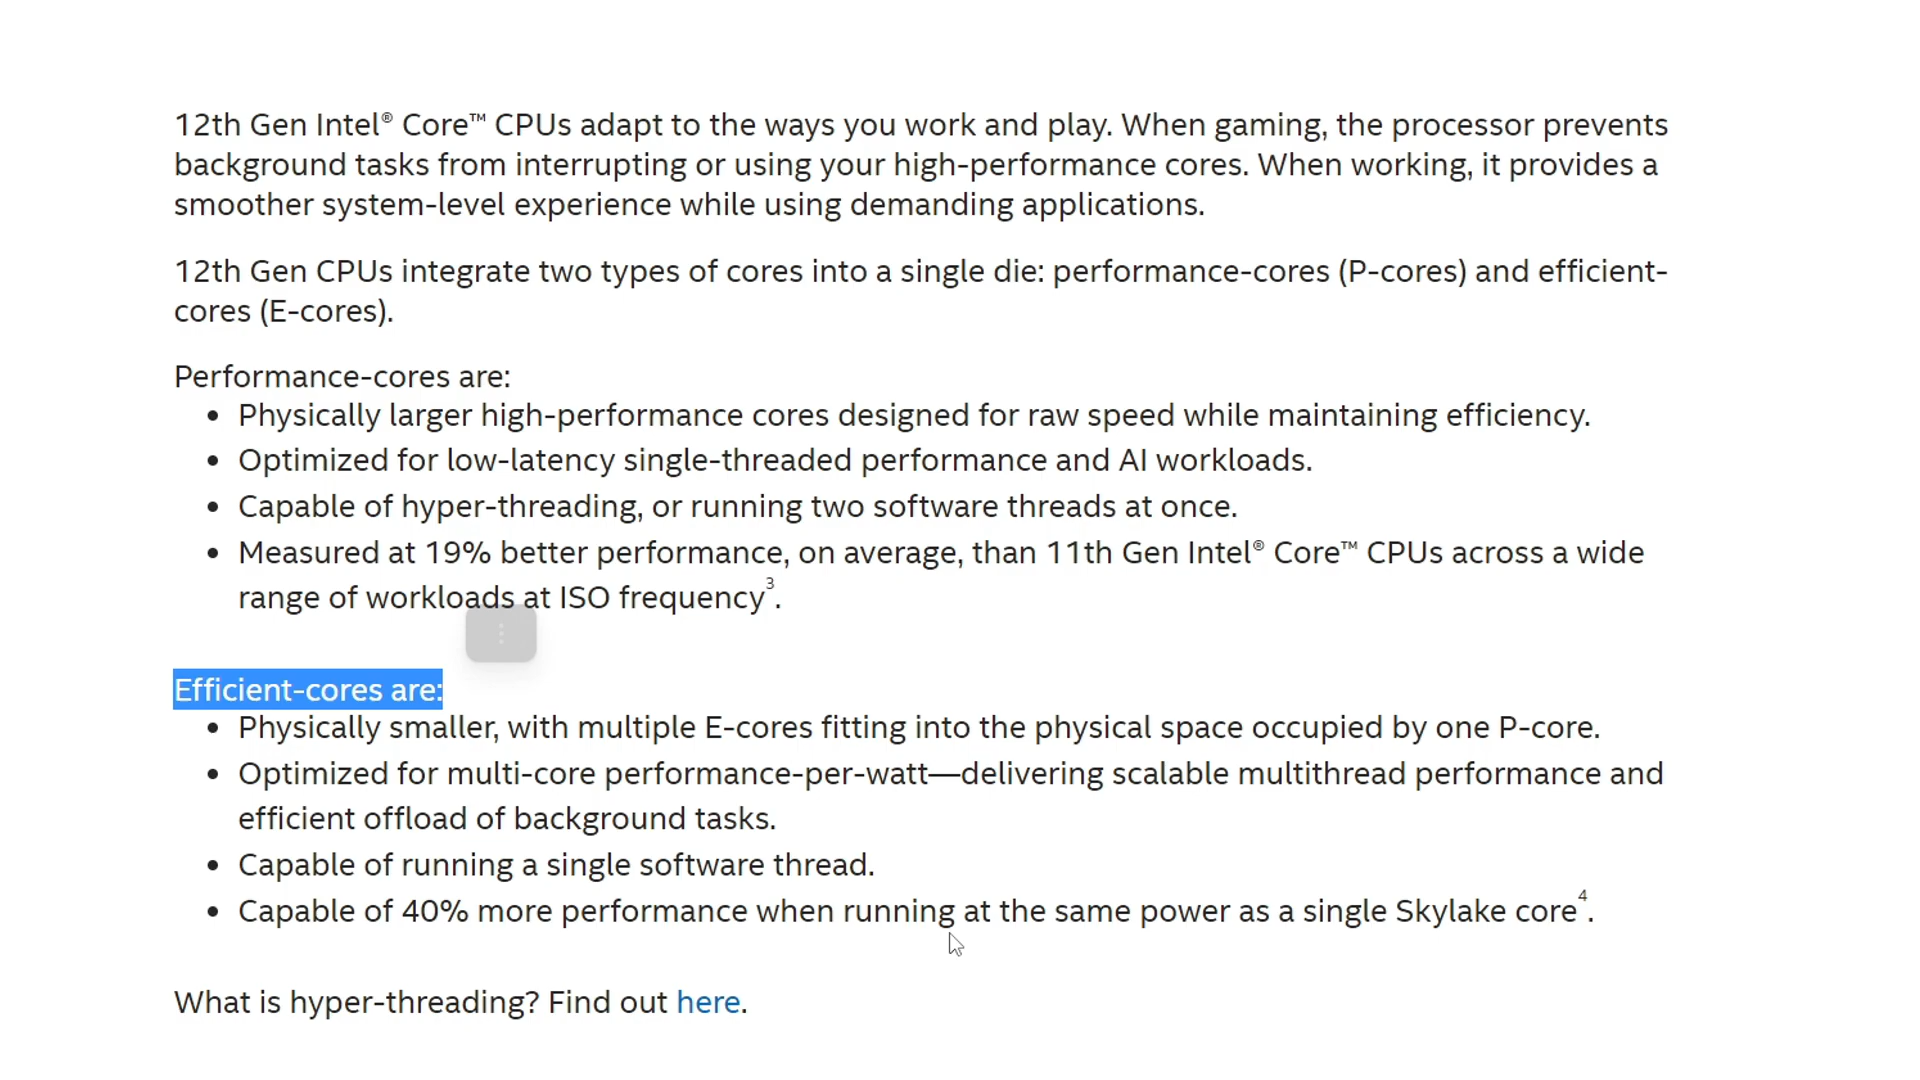 12th Gen Intel® Core™ CPUs adapt to the ways you work and play. When gaming, the processor prevents
background tasks from interrupting or using your high-performance cores. When working, it provides a
smoother system-level experience while using demanding applications.
12th Gen CPUs integrate two types of cores into a single die: performance-cores (P-cores) and efficient-
cores (E-cores).
Performance-cores are:
• Physically larger high-performance cores designed for raw speed while maintaining efficiency.
• Optimized for low-latency single-threaded performance and AI workloads.
• Capable of hyper-threading, or running two software threads at once.
• Measured at 19% better performance, on average, than 11th Gen Intel® Core™ CPUs across a wide
range of workloads at ISO frequency³.
Efficient-cores are:
• Physically smaller, with multiple E-cores fitting into the physical space occupied by one P-core.
• Optimized for multi-core performance-per-watt—delivering scalable multithread performance and
efficient offload of background tasks.
• Capable of running a single software thread.
• Capable of 40% more performance when running at the same power as a single Skylake core⁴.
What is hyper-threading? Find out here.